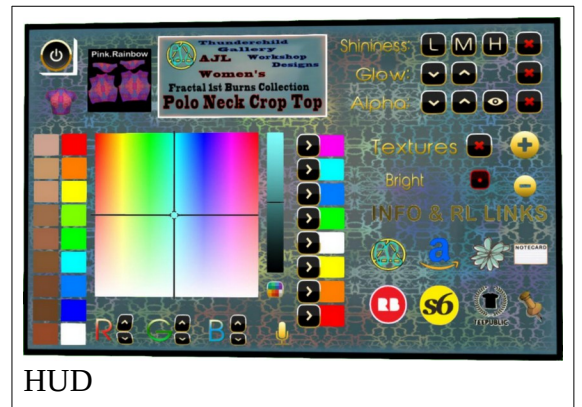 Pink.Rainbow
Thunderchild
Gallery
AJL Workshop
Designs
Women's
Fractal 1st Burns Collection
Polo Neck Crop Top
Shininess: L M H
Glow:
Alpha:
Textures
Bright
INFO & RL LINKS
NOTECARD
RB
s6
TEEPUBLIC
R G B
HUD